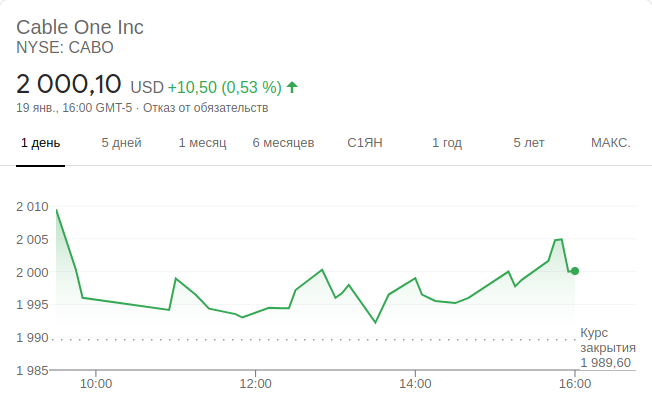 Cable One Inc
NYSE: CABO
2 000,10 USD +10,50 (0,53 %)
19 янв., 16:00 GMT-5 · Отказ от обязательств
1 день 5 дней 1 месяц 6 месяцев С1ЯН 1 год 5 лет МАКС.
2 010
2 005
2 000
1 995
1 990
1 985
Курс
закрытия
1 989,60
10:00 12:00 14:00 16:00